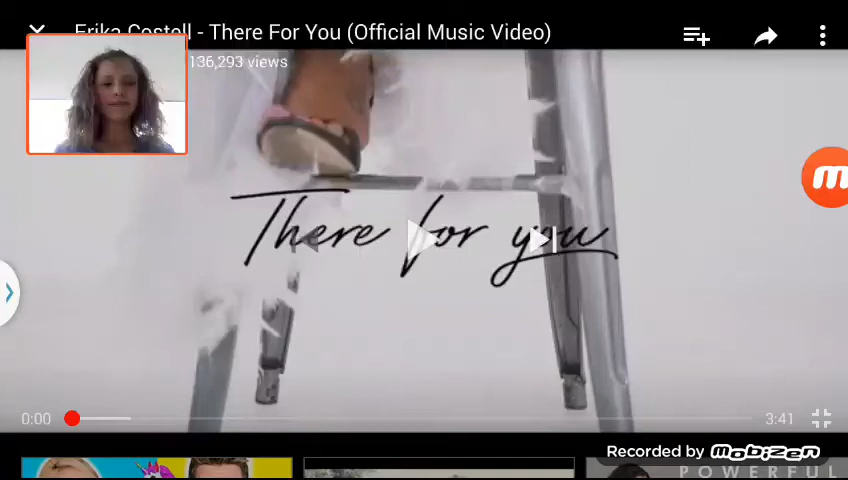 Erika Costell - There For You (Official Music Video)
136,293 views
There for you
0:00
3:41
Recorded by mobizen
POWERFUL